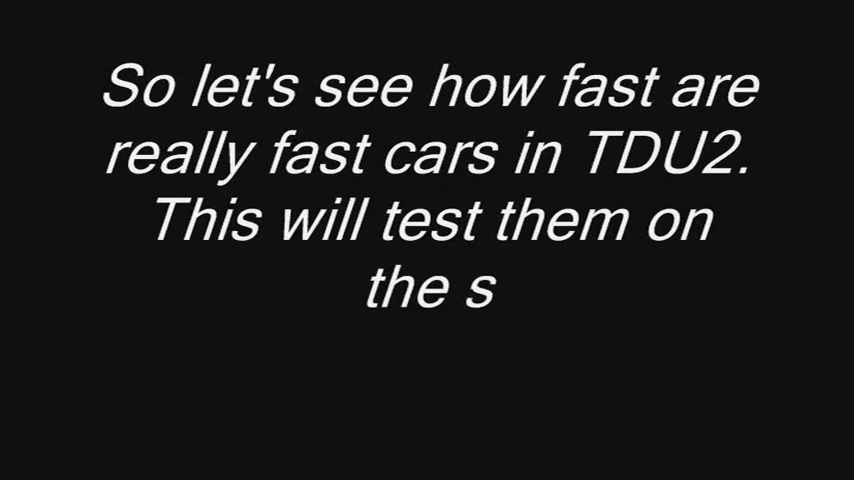 So let's see how fast are
really fast cars in TDU2.
This will test them on
the s